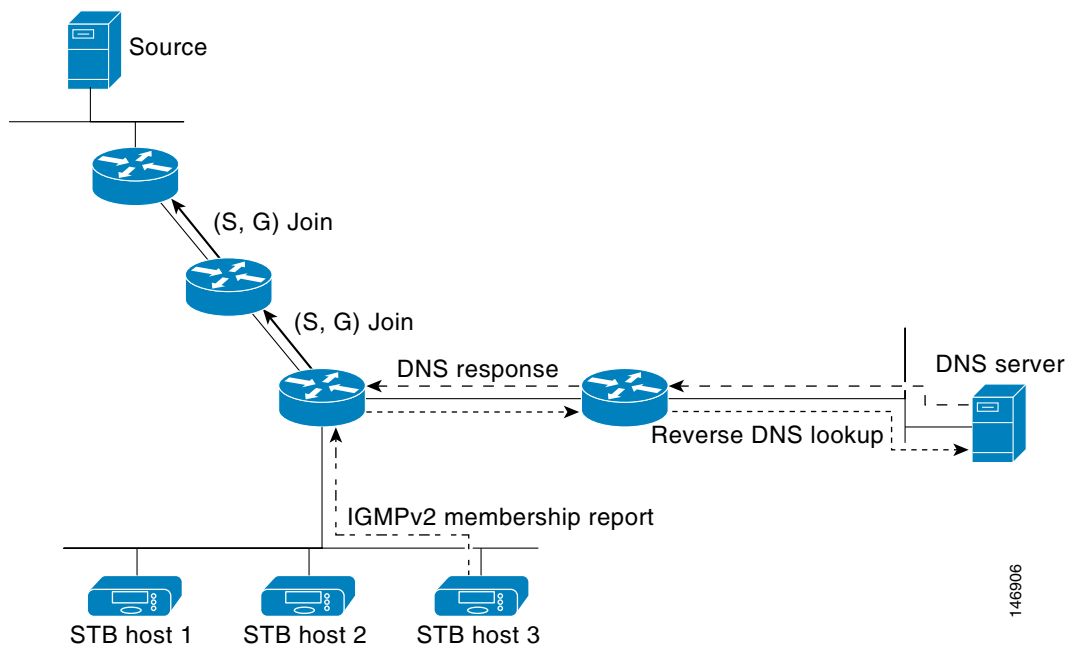 Source
(S, G) Join
(S, G) Join
DNS response
DNS server
Reverse DNS lookup
IGMPv2 membership report
STB host 1
STB host 2
STB host 3
146906